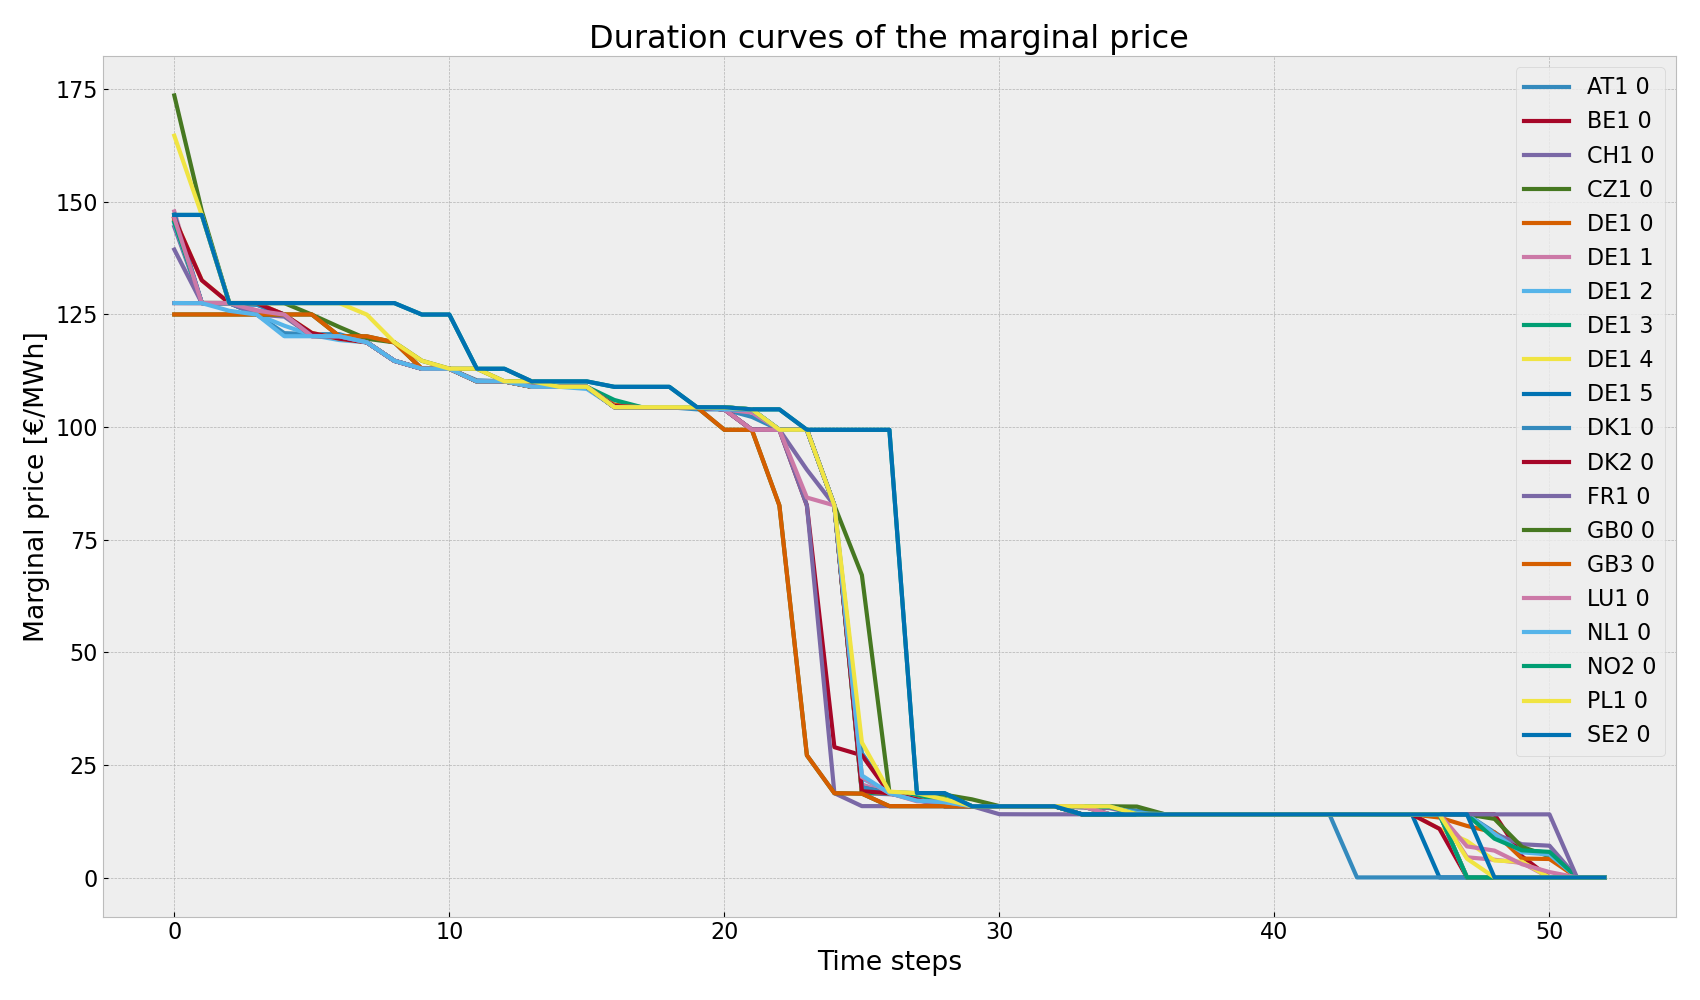 Duration curves of the marginal price
Marginal price [€/MWh]
175
150
125
100
75
50
25
0
0
10
20
30
40
50
Time steps
AT1 0
BE1 0
CH1 0
CZ1 0
DE1 0
DE1 1
DE1 2
DE1 3
DE1 4
DE1 5
DK1 0
DK2 0
FR1 0
GB0 0
GB3 0
LU1 0
NL1 0
NO2 0
PL1 0
SE2 0